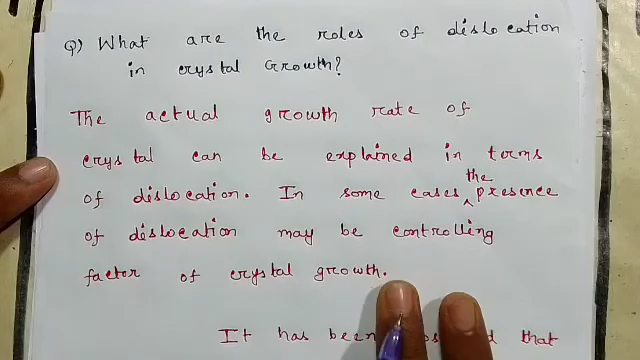 Q) What are the roles of dislocation
in crystal Growth?
The actual growth rate of
crystal can be explained in terms
of dislocation. In some cases the presence
of dislocation may be controlling
factor of crystal growth.
It has been that